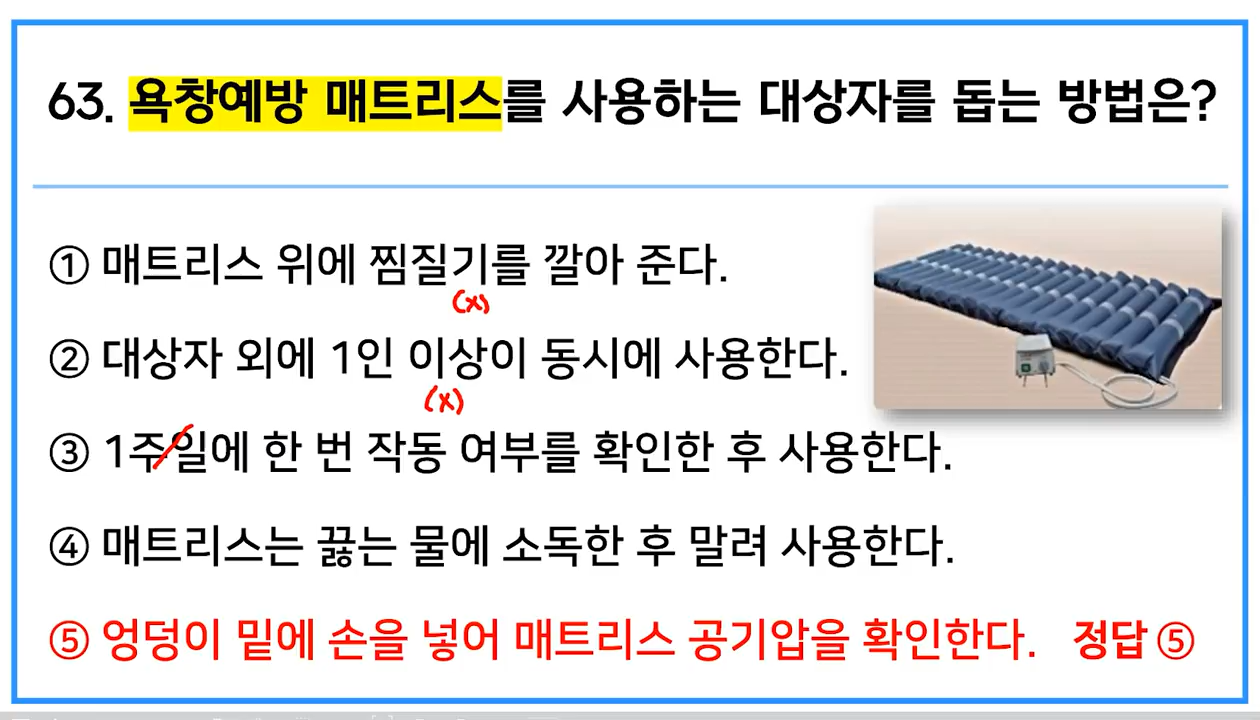 63. 욕창예방 매트리스를 사용하는 대상자를 돕는 방법은?
① 매트리스 위에 찜질기를 깔아 준다.
(x)
② 대상자 외에 1인 이상이 동시에 사용한다.
(x)
③ 1주일에 한 번 작동 여부를 확인한 후 사용한다.
④ 매트리스는 끓는 물에 소독한 후 말려 사용한다.
⑤ 엉덩이 밑에 손을 넣어 매트리스 공기압을 확인한다. 정답 ⑤